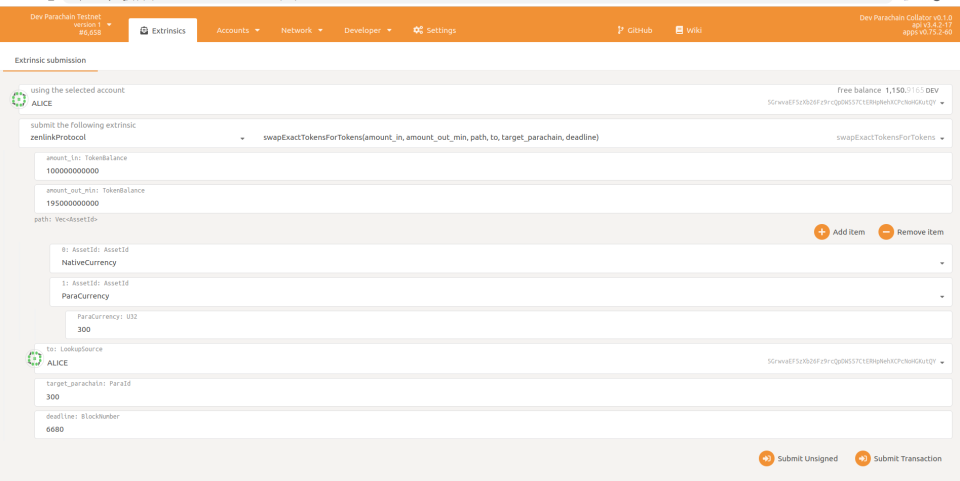 Dev Parachain Testnet
version 1
#6,658
Extrinsics
Accounts
Network
Developer
Settings
GitHub
Wiki
Dev Parachain Collator v0.1.0
api v3.4.2-17
apps v0.75.2-60
Extrinsic submission
using the selected account
free balance 1,150.9165 DEV
ALICE
submit the following extrinsic
zenlinkProtocol
swapExactTokensForTokens(amount_in, amount_out_min, path, to, target_parachain, deadline)
swapExactTokensForTokens
amount_in: TokenBalance
100000000000
amount_out_min: TokenBalance
195000000000
path: Vec<AssetId>
Add item
Remove item
0: AssetId: AssetId
NativeCurrency
1: AssetId: AssetId
ParaCurrency
ParaCurrency: U32
300
to: LookupSource
ALICE
target_parachain: ParaId
300
deadline: BlockNumber
6680
Submit Unsigned
Submit Transaction